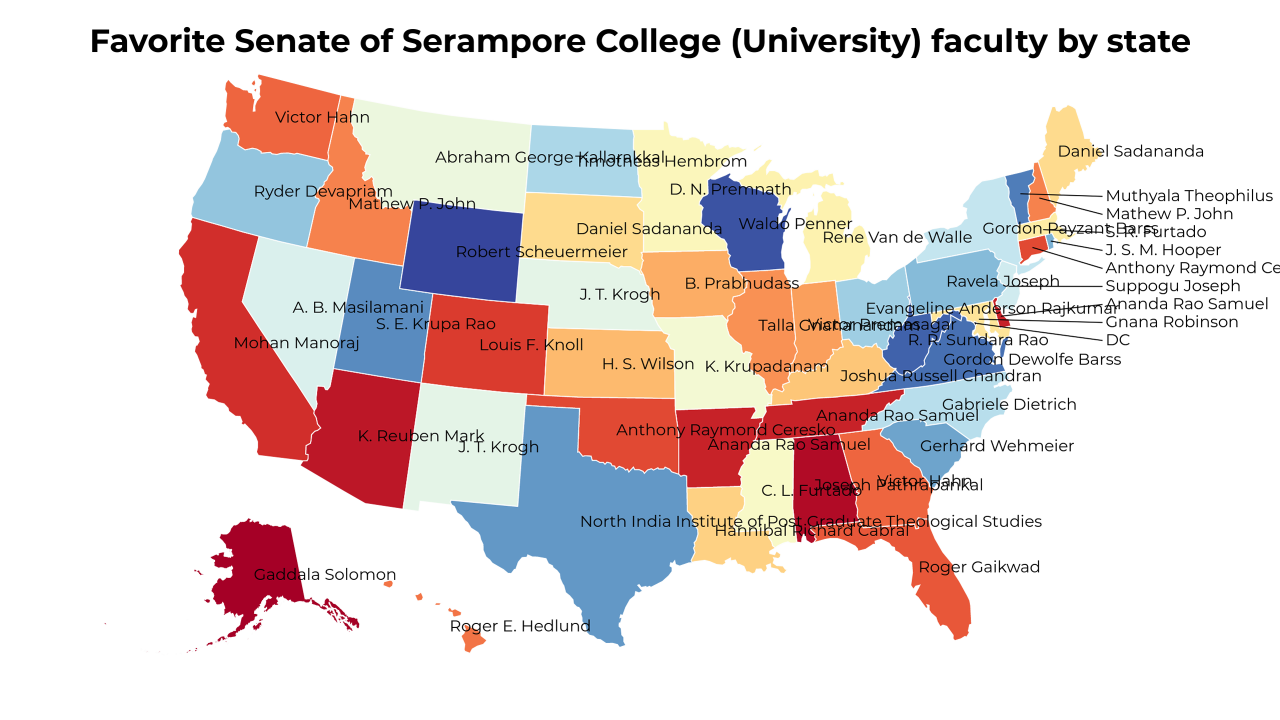 Favorite Senate of Serampore College (University) faculty by state
Victor Hahn
Daniel Sadananda
Abraham George Kallarakkal
Timotheas Hembrom
Ryder Devapriam
D. N. Premnath
Muthyala Theophilus
Mathew P. John
Mathew P. John
Daniel Sadananda
Waldo Penner
Gordon Payzant Barss
S. R. Furtado
Rene Van de Walle
Robert Scheuermeier
J. S. M. Hooper
Anthony Raymond Ce
B. Prabhudass
Ravela Joseph
Suppogu Joseph
J. T. Krogh
A. B. Masilamani
Evangeline Anderson Rajkumar
Ananda Rao Samuel
S. E. Krupa Rao
Talla Gnananandam
Victor Premasagar
Gnana Robinson
Mohan Manoraj
Louis F. Knoll
R. R. Sundara Rao
DC
H. S. Wilson
K. Krupadanam
Gordon Dewolfe Barss
Joshua Russell Chandran
Ananda Rao Samuel
Gabriele Dietrich
K. Reuben Mark
J. T. Krogh
Anthony Raymond Ceresko
Ananda Rao Samuel
Gerhard Wehmeier
C. L. Furtado
Joseph Pathrapankal
Victor Hahn
North India Institute of Post Graduate Theological Studies
Hannibal Richard Cabral
Gaddala Solomon
Roger Gaikwad
Roger E. Hedlund